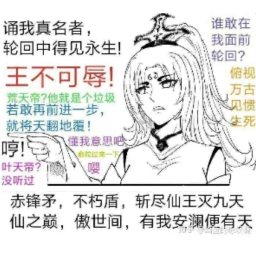 诵我真名者，
轮回中得见永生!
王不可辱!
荒天帝?他就是个垃圾
若敢再前进一步，
就将天翻地覆!
懂我意思吧
哼!
嘤
叶天帝?
没听过
谁敢在
我面前
轮回?
俯视
万古
见惯
生死
赤锋矛，不朽盾，斩尽仙王灭九天
仙之巅，傲世间，有我安澜便有天